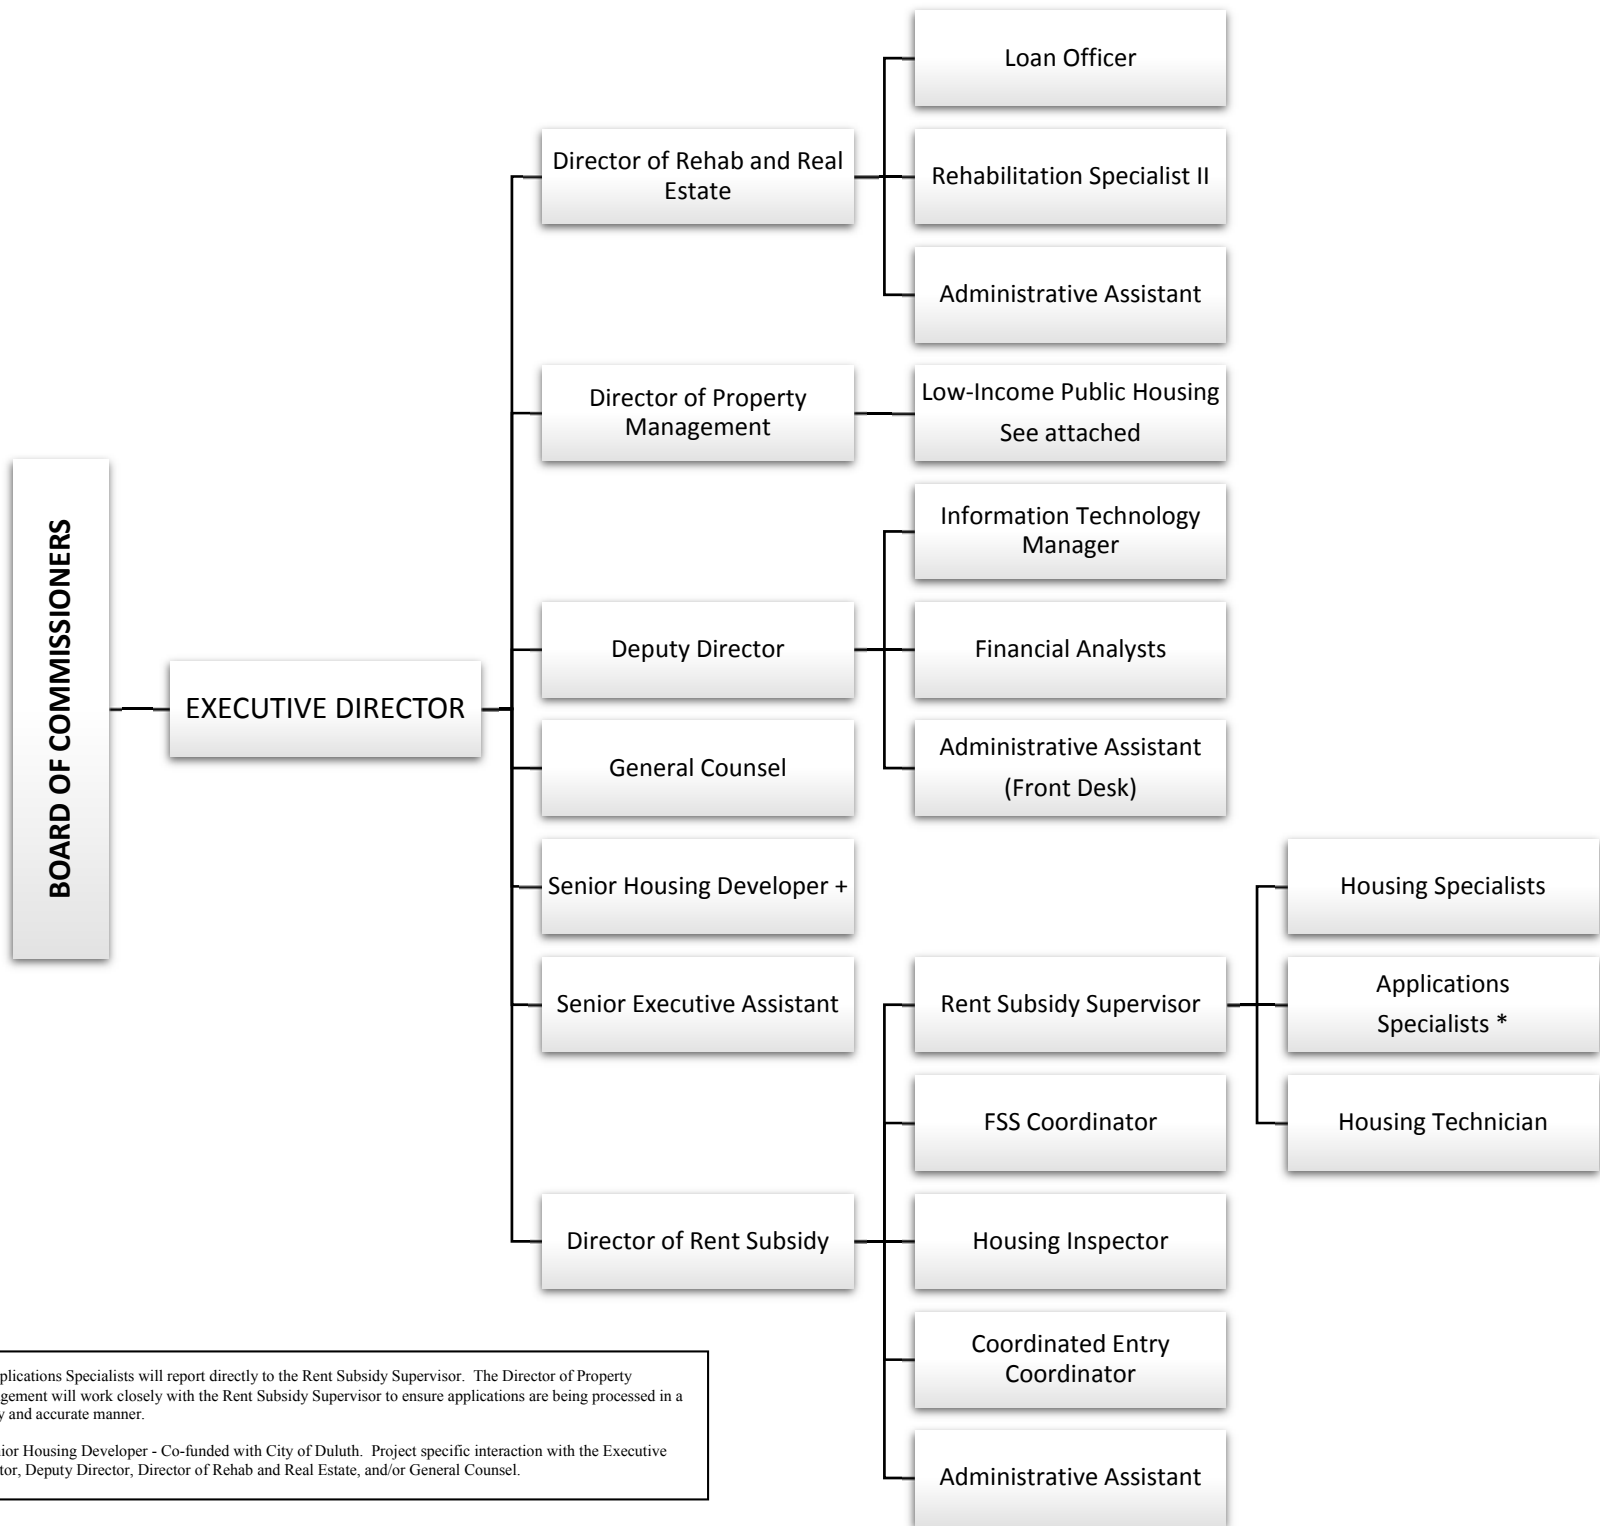 BOARD OF COMMISSIONERS
EXECUTIVE DIRECTOR
Director of Rehab and Real
Estate
Loan Officer
Rehabilitation Specialist II
Administrative Assistant
Director of Property
Management
Low-Income Public Housing
See attached
Deputy Director
Information Technology
Manager
Financial Analysts
Administrative Assistant
(Front Desk)
General Counsel
Senior Housing Developer +
Senior Executive Assistant
Director of Rent Subsidy
Rent Subsidy Supervisor
Housing Specialists
Applications
Specialists *
Housing Technician
FSS Coordinator
Housing Inspector
Coordinated Entry
Coordinator
Administrative Assistant
plications Specialists will report directly to the Rent Subsidy Supervisor. The Director of Property
agement will work closely with the Rent Subsidy Supervisor to ensure applications are being processed in a
y and accurate manner.
ior Housing Developer - Co-funded with City of Duluth. Project specific interaction with the Executive
tor, Deputy Director, Director of Rehab and Real Estate, and/or General Counsel.